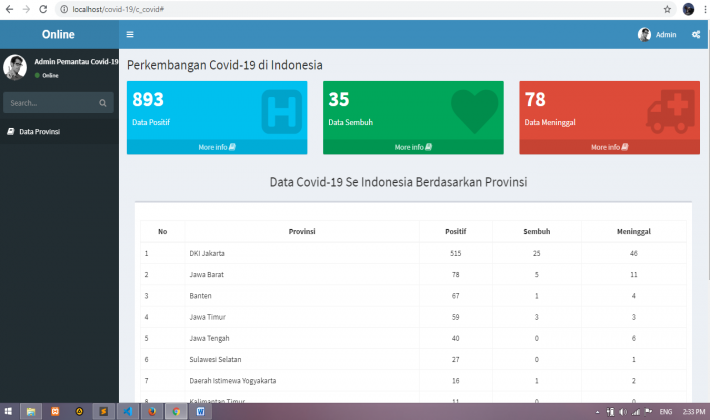 localhost/covid-19/c_covid#
Online
Admin
Admin Pemantau Covid-19
Online
Search...
Data Provinsi
Perkembangan Covid-19 di Indonesia
893
Data Positif
More info
35
Data Sembuh
More info
78
Data Meninggal
More info
Data Covid-19 Se Indonesia Berdasarkan Provinsi
No Provinsi Positif Sembuh Meninggal
1 DKI Jakarta 515 25 46
2 Jawa Barat 78 5 11
3 Banten 67 1 4
4 Jawa Timur 59 3 3
5 Jawa Tengah 40 0 6
6 Sulawesi Selatan 27 0 1
7 Daerah Istimewa Yogyakarta 16 1 2
8 Kalimantan Timur 11 0 0
ENG 2:33 PM